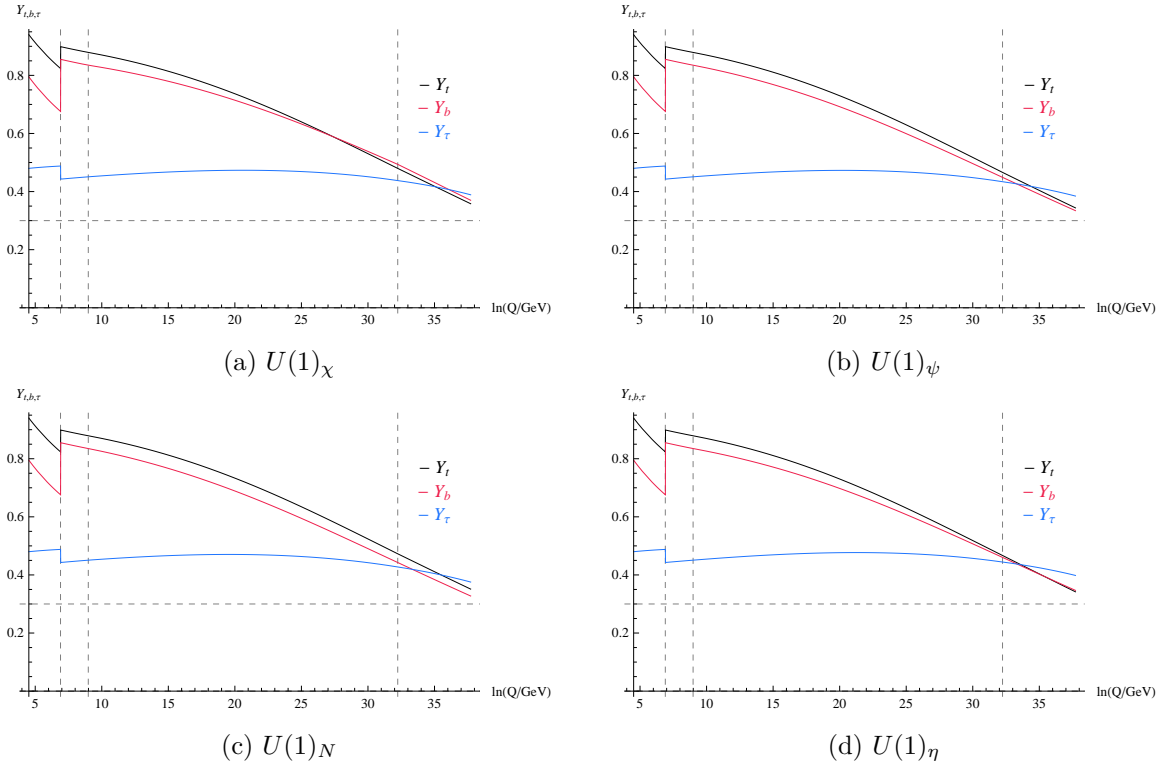 Y_{t,b,τ}
0.8
0.6
0.4
0.2
5 10 15 20 25 30 35
ln(Q/GeV)
– Y_t
– Y_b
– Y_τ
(a) U(1)_χ
Y_{t,b,τ}
0.8
0.6
0.4
0.2
5 10 15 20 25 30 35
ln(Q/GeV)
– Y_t
– Y_b
– Y_τ
(b) U(1)_ψ
Y_{t,b,τ}
0.8
0.6
0.4
0.2
5 10 15 20 25 30 35
ln(Q/GeV)
– Y_t
– Y_b
– Y_τ
(c) U(1)_N
Y_{t,b,τ}
0.8
0.6
0.4
0.2
5 10 15 20 25 30 35
ln(Q/GeV)
– Y_t
– Y_b
– Y_τ
(d) U(1)_η